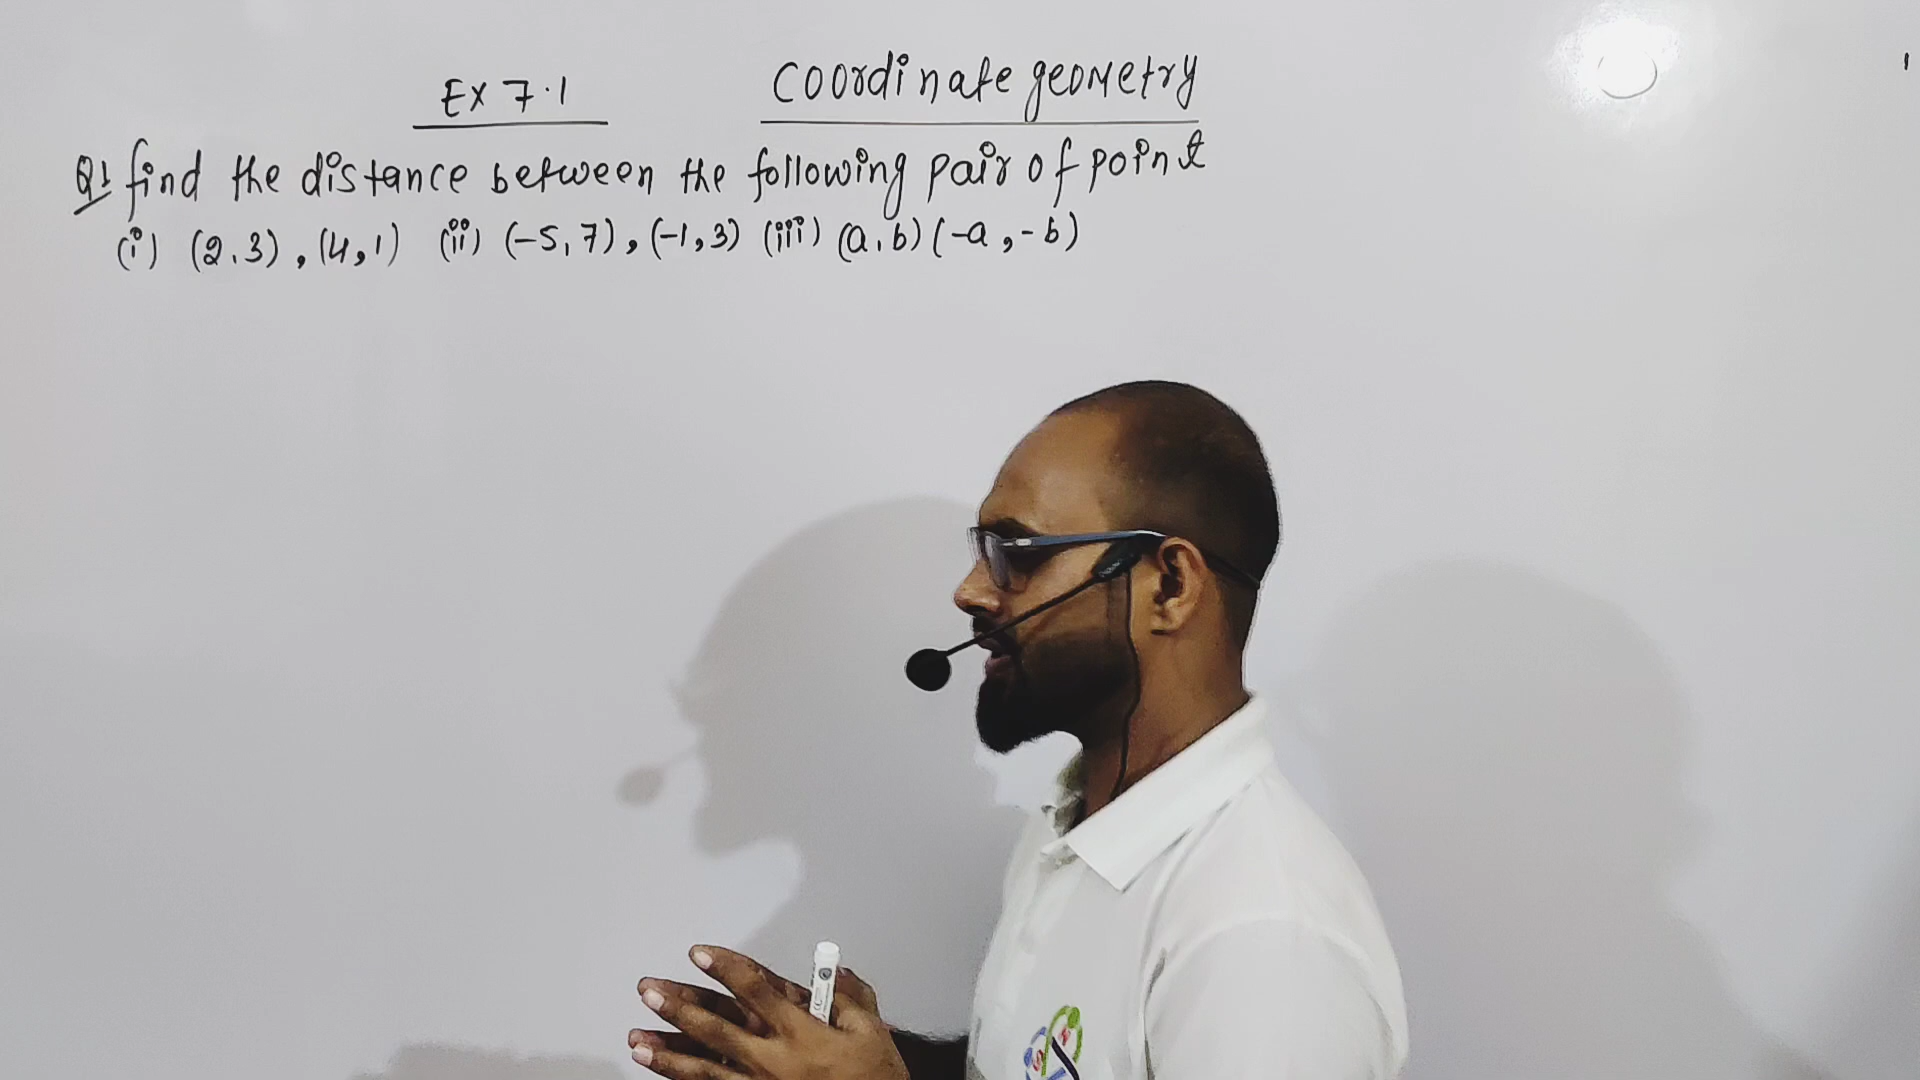 Ex 7.1 Coordinate geometry
Q1 find the distance between the following pair of point
(i) (2,3), (4,1) (ii) (-5,7), (-1,3) (iii) (a,b) (-a,-b)